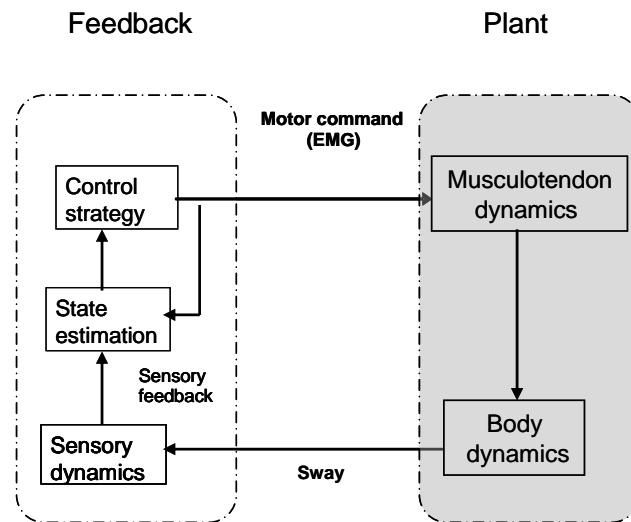 Feedback
Plant
Motor command
(EMG)
Control
strategy
Musculotendon
dynamics
State
estimation
Sensory
feedback
Sensory
dynamics
Body
dynamics
Sway